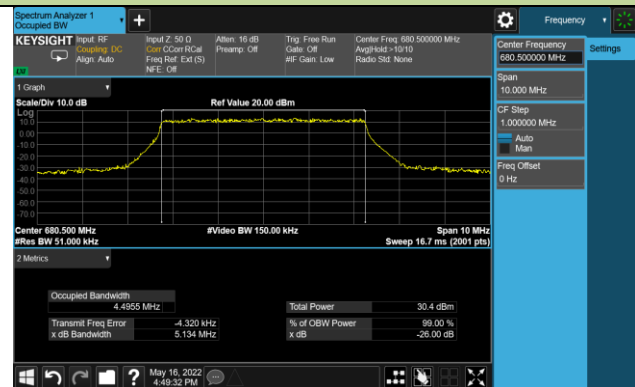 Spectrum Analyzer 1
Occupied BW
Frequency
KEYSIGHT
Input: RF
Coupling: DC
Align: Auto
Input Z: 50 Ω
Corr CCorr RCal
Freq Ref: Ext (S)
NFE: Off
Atten: 16 dB
Preamp: Off
Trig: Free Run
Gate: Off
#IF Gain: Low
Center Freq: 680.500000 MHz
Avg|Hold:>10/10
Radio Std: None
Center Frequency
680.500000 MHz
Settings
Span
10.000 MHz
CF Step
1.000000 MHz
Auto
Man
Freq Offset
0 Hz
1 Graph
Scale/Div 10.0 dB
Ref Value 20.00 dBm
Log
10.0
0.00
-10.0
-20.0
-30.0
-40.0
-50.0
-60.0
-70.0
Center 680.500 MHz
#Video BW 150.00 kHz
Span 10 MHz
#Res BW 51.000 kHz
Sweep 16.7 ms (2001 pts)
2 Metrics
Occupied Bandwidth
4.4955 MHz
Total Power
30.4 dBm
Transmit Freq Error
-4.320 kHz
% of OBW Power
99.00 %
x dB Bandwidth
5.134 MHz
x dB
-26.00 dB
?
May 16, 2022
4:49:32 PM